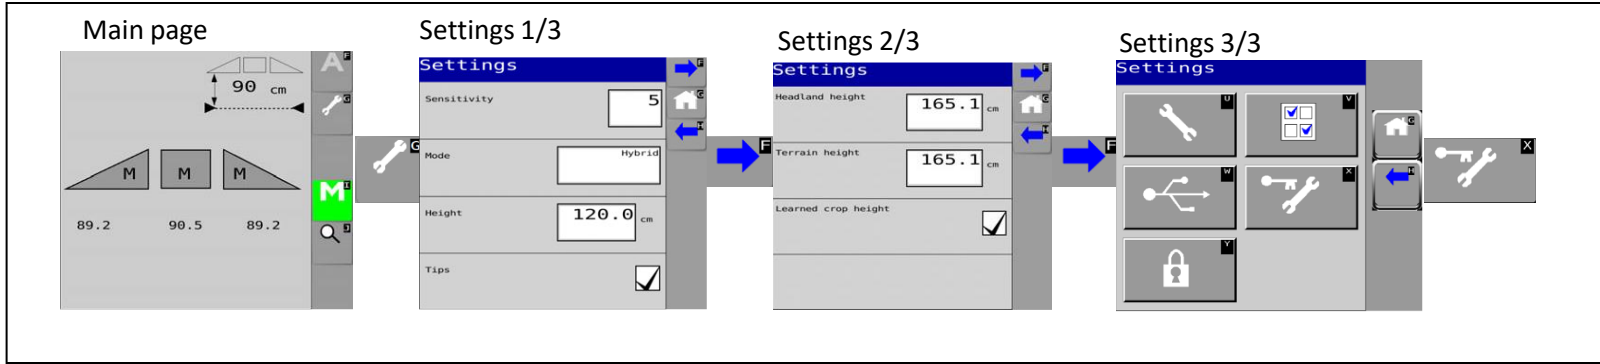 Main page
A F
90 cm
G
M M M
M I
89.2 90.5 89.2
J
G
Settings 1/3
Settings
F
Sensitivity 5
G
I
Mode Hybrid
Height 120.0 cm
Tips
F
Settings 2/3
Settings
F
Headland height 165.1 cm
G
I
Terrain height 165.1 cm
Learned crop height
F
Settings 3/3
Settings
U V
G
W X
I
Y
X